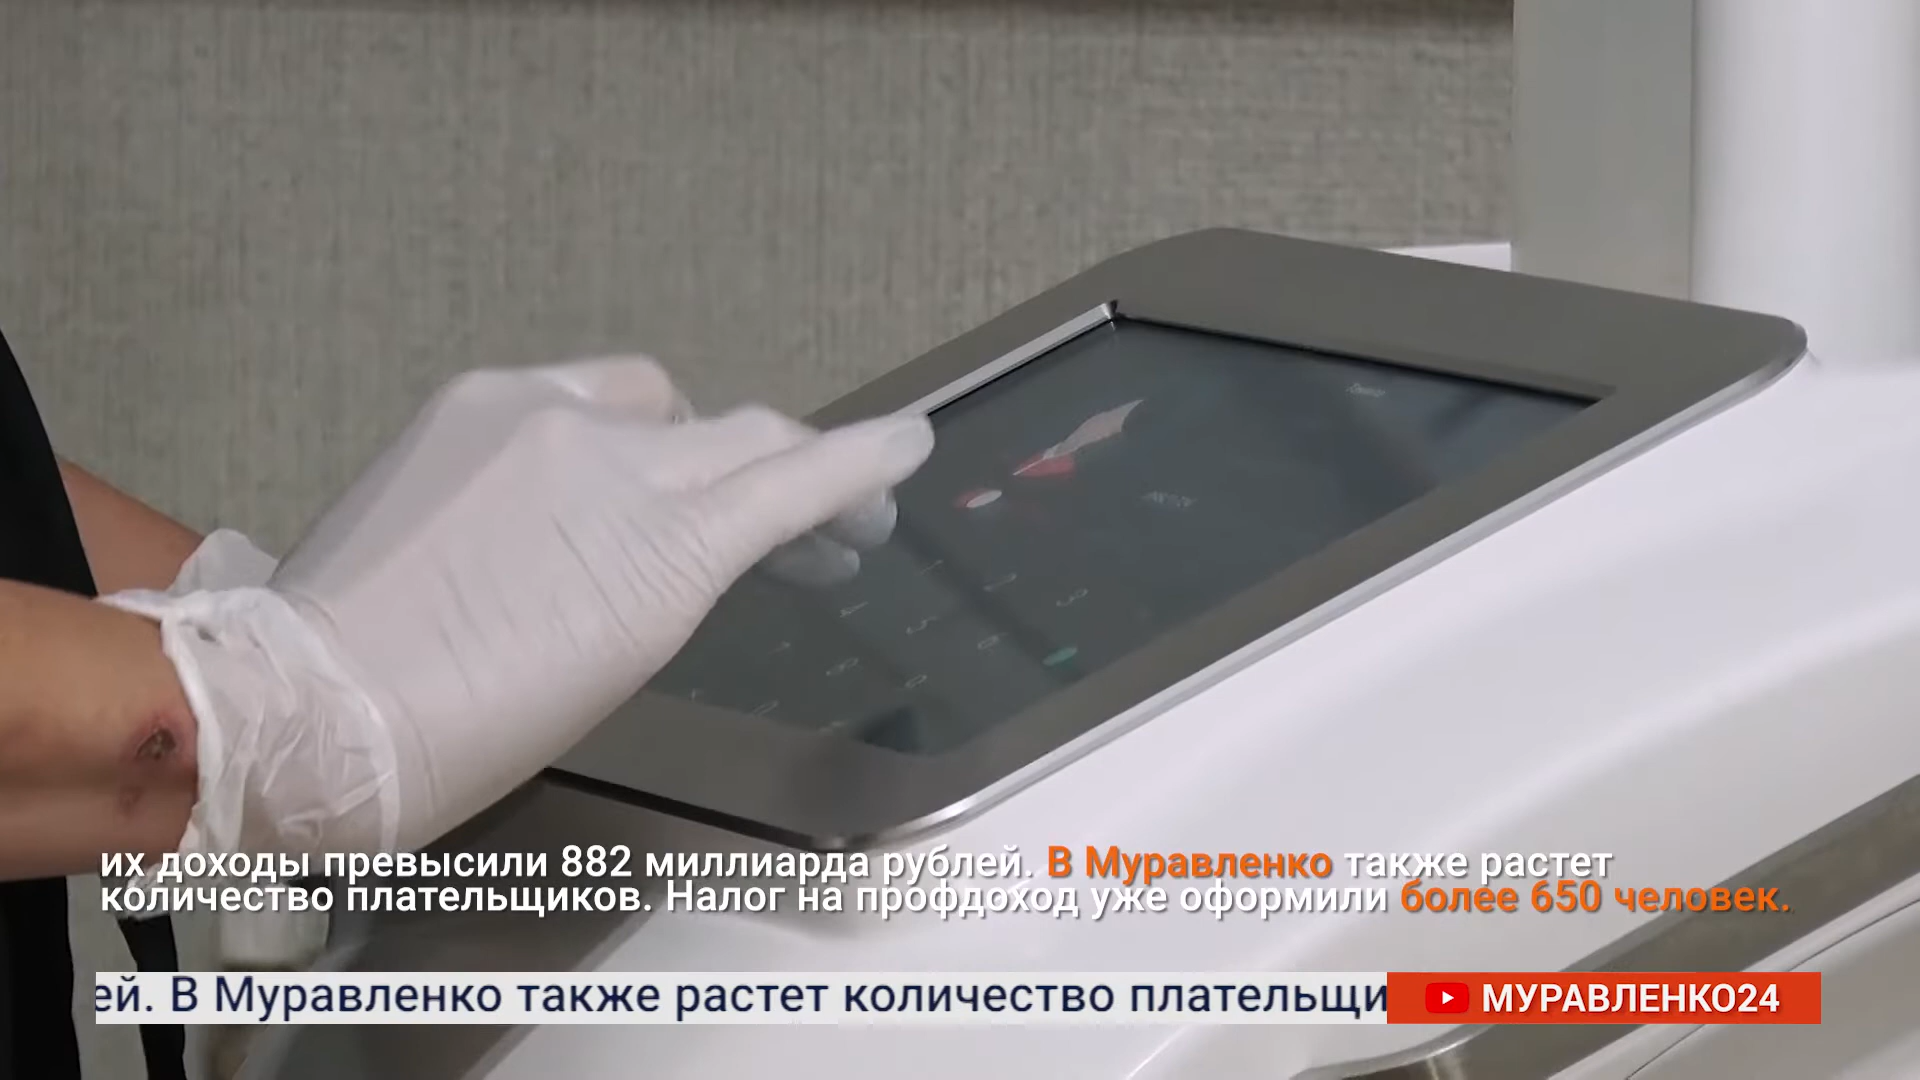 их доходы превысили 882 миллиарда рублей. В Муравленко также растет
количество плательщиков. Налог на профдоход уже оформили более 650 человек.
ей. В Муравленко также растет количество плательщи
МУРАВЛЕНКО24